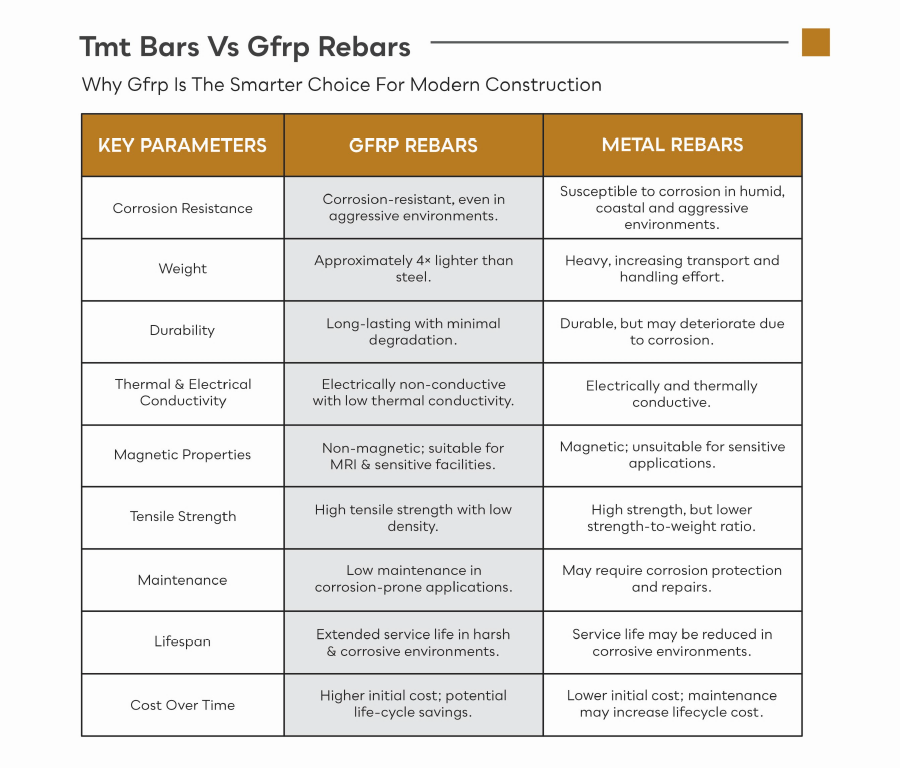 Tmt Bars Vs Gfrp Rebars
Why Gfrp Is The Smarter Choice For Modern Construction
KEY PARAMETERS
GFRP REBARS
METAL REBARS
Corrosion Resistance
Corrosion-resistant, even in
aggressive environments.
Susceptible to corrosion in humid,
coastal and aggressive
environments.
Weight
Approximately 4× lighter than
steel.
Heavy, increasing transport and
handling effort.
Durability
Long-lasting with minimal
degradation.
Durable, but may deteriorate due
to corrosion.
Thermal & Electrical
Conductivity
Electrically non-conductive
with low thermal conductivity.
Electrically and thermally
conductive.
Magnetic Properties
Non-magnetic; suitable for
MRI & sensitive facilities.
Magnetic; unsuitable for sensitive
applications.
Tensile Strength
High tensile strength with low
density.
High strength, but lower
strength-to-weight ratio.
Maintenance
Low maintenance in
corrosion-prone applications.
May require corrosion protection
and repairs.
Lifespan
Extended service life in harsh
& corrosive environments.
Service life may be reduced in
corrosive environments.
Cost Over Time
Higher initial cost; potential
life-cycle savings.
Lower initial cost; maintenance
may increase lifecycle cost.